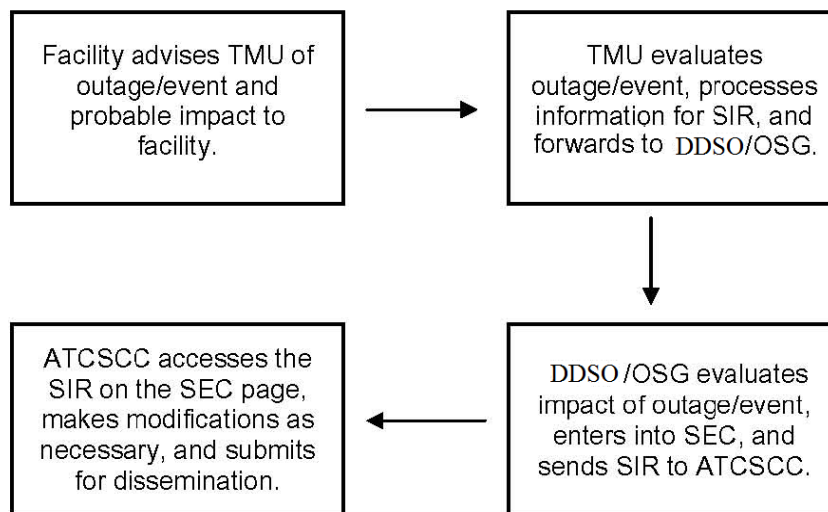 Facility advises TMU of
outage/event and
probable impact to
facility.
TMU evaluates
outage/event, processes
information for SIR, and
forwards to DDSO/OSG.
DDSO/OSG evaluates
impact of outage/event,
enters into SEC, and
sends SIR to ATCSCC.
ATCSCC accesses the
SIR on the SEC page,
makes modifications as
necessary, and submits
for dissemination.